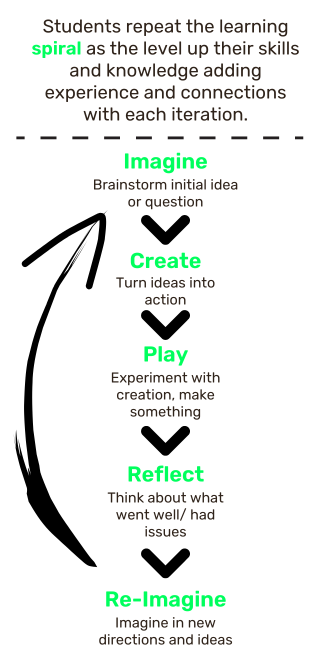 Students repeat the learning
spiral as the level up their skills
and knowledge adding
experience and connections
with each iteration.
Imagine
Brainstorm initial idea
or question
Create
Turn ideas into
action
Play
Experiment with
creation, make
something
Reflect
Think about what
went well/ had
issues
Re-Imagine
Imagine in new
directions and ideas